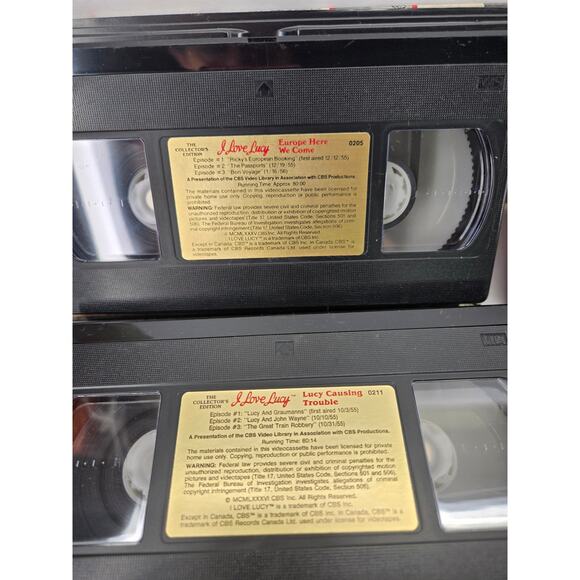 THE COLLECTOR'S EDITION I Love Lucy Europe Here We Come 0205
Episode #1 "Ricky's European Booking" (first aired 12/12/55)
Episode #2 "The Passports" (12/19/55)
Episode #3 "Bon Voyage" (1/16/56)
A Presentation of the CBS Video Library in Association with CBS Productions.
Running Time Approx 80:00
The materials contained in this videocassette have been licensed for
private home use only. Copying, reproduction or public performance is
prohibited.
WARNING: Federal law provides severe civil and criminal penalties for the
unauthorized reproduction, distribution or exhibition of copyrighted motion
pictures and videotapes (Title 17, United States Code, Sections 501 and
506). The Federal Bureau of Investigation investigates allegations of criminal
copyright infringement (Title 17, United States Code, Section 506).
© MCMLXXXV CBS Inc. All Rights Reserved
I LOVE LUCY™ is a trademark of CBS Inc.
Except in Canada, CBS™ is a trademark of CBS Inc. In Canada, CBS™ is
a trademark of CBS Records Canada Ltd. used under license for
videotapes.
THE COLLECTOR'S EDITION I Love Lucy™ Lucy Causing Trouble 0211
Episode #1: "Lucy And Graumanns" (first aired 10/3/55)
Episode #2: "Lucy And John Wayne" (10/10/55)
Episode #3: "The Great Train Robbery" (10/31/55)
A Presentation of the CBS Video Library in Association with CBS Productions.
Running Time: 80:14
The materials contained in this videocassette have been licensed for private home
use only. Copying, reproduction or public performance is prohibited.
WARNING: Federal law provides severe civil and criminal penalties for the
unauthorized reproduction, distribution or exhibition of copyrighted motion
pictures and videotapes (Title 17, United States Code, Sections 501 and 506).
The Federal Bureau of Investigation investigates allegations of criminal
copyright infringement (Title 17, United States Code, Section 506).
© MCMLXXXVI CBS Inc. All Rights Reserved.
I LOVE LUCY™ is a trademark of CBS Inc.
Except in Canada, CBS™ is a trademark of CBS Inc. In Canada, CBS™ is a
trademark of CBS Records Canada Ltd. used under license for videotapes.